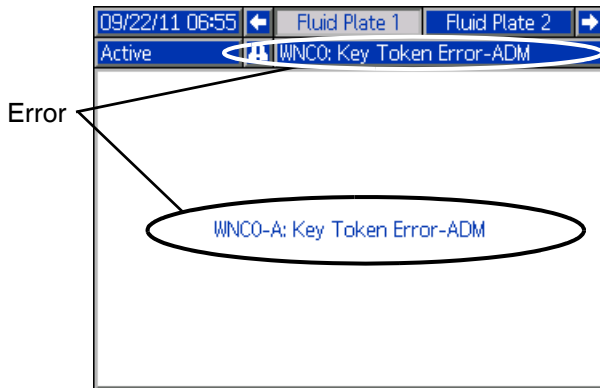 09/22/11 06:55 Fluid Plate 1 Fluid Plate 2
Active WNC0: Key Token Error-ADM
Error
WNC0-A: Key Token Error-ADM